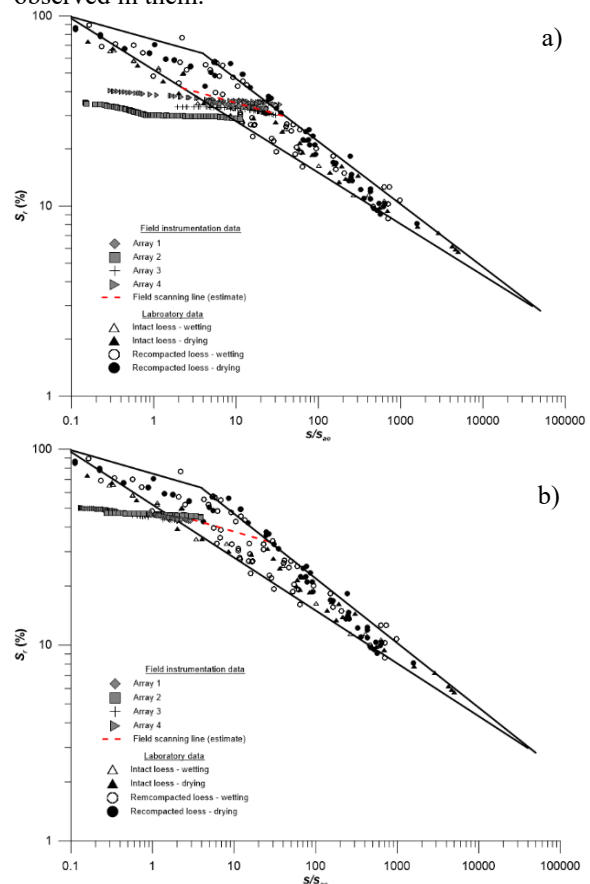 observed in them.
a)
100
10
1
Sr (%)
Field instrumentation data
Array 1
Array 2
Array 3
Array 4
Field scanning line (estimate)
Labroatory data
Intact loess - wetting
Intact loess - drying
Recompacted loess - wetting
Recompacted loess - drying
0.1 1 10 100 1000 10000 100000
s/sae
b)
100
10
1
Sr (%)
Field instrumentation data
Array 1
Array 2
Array 3
Array 4
Field scanning line (estimate)
Laboratory data
Intact loess - wetting
Intact loess - drying
Remcompacted loess - wetting
Recompacted loess - drying
0.1 1 10 100 1000 10000 100000